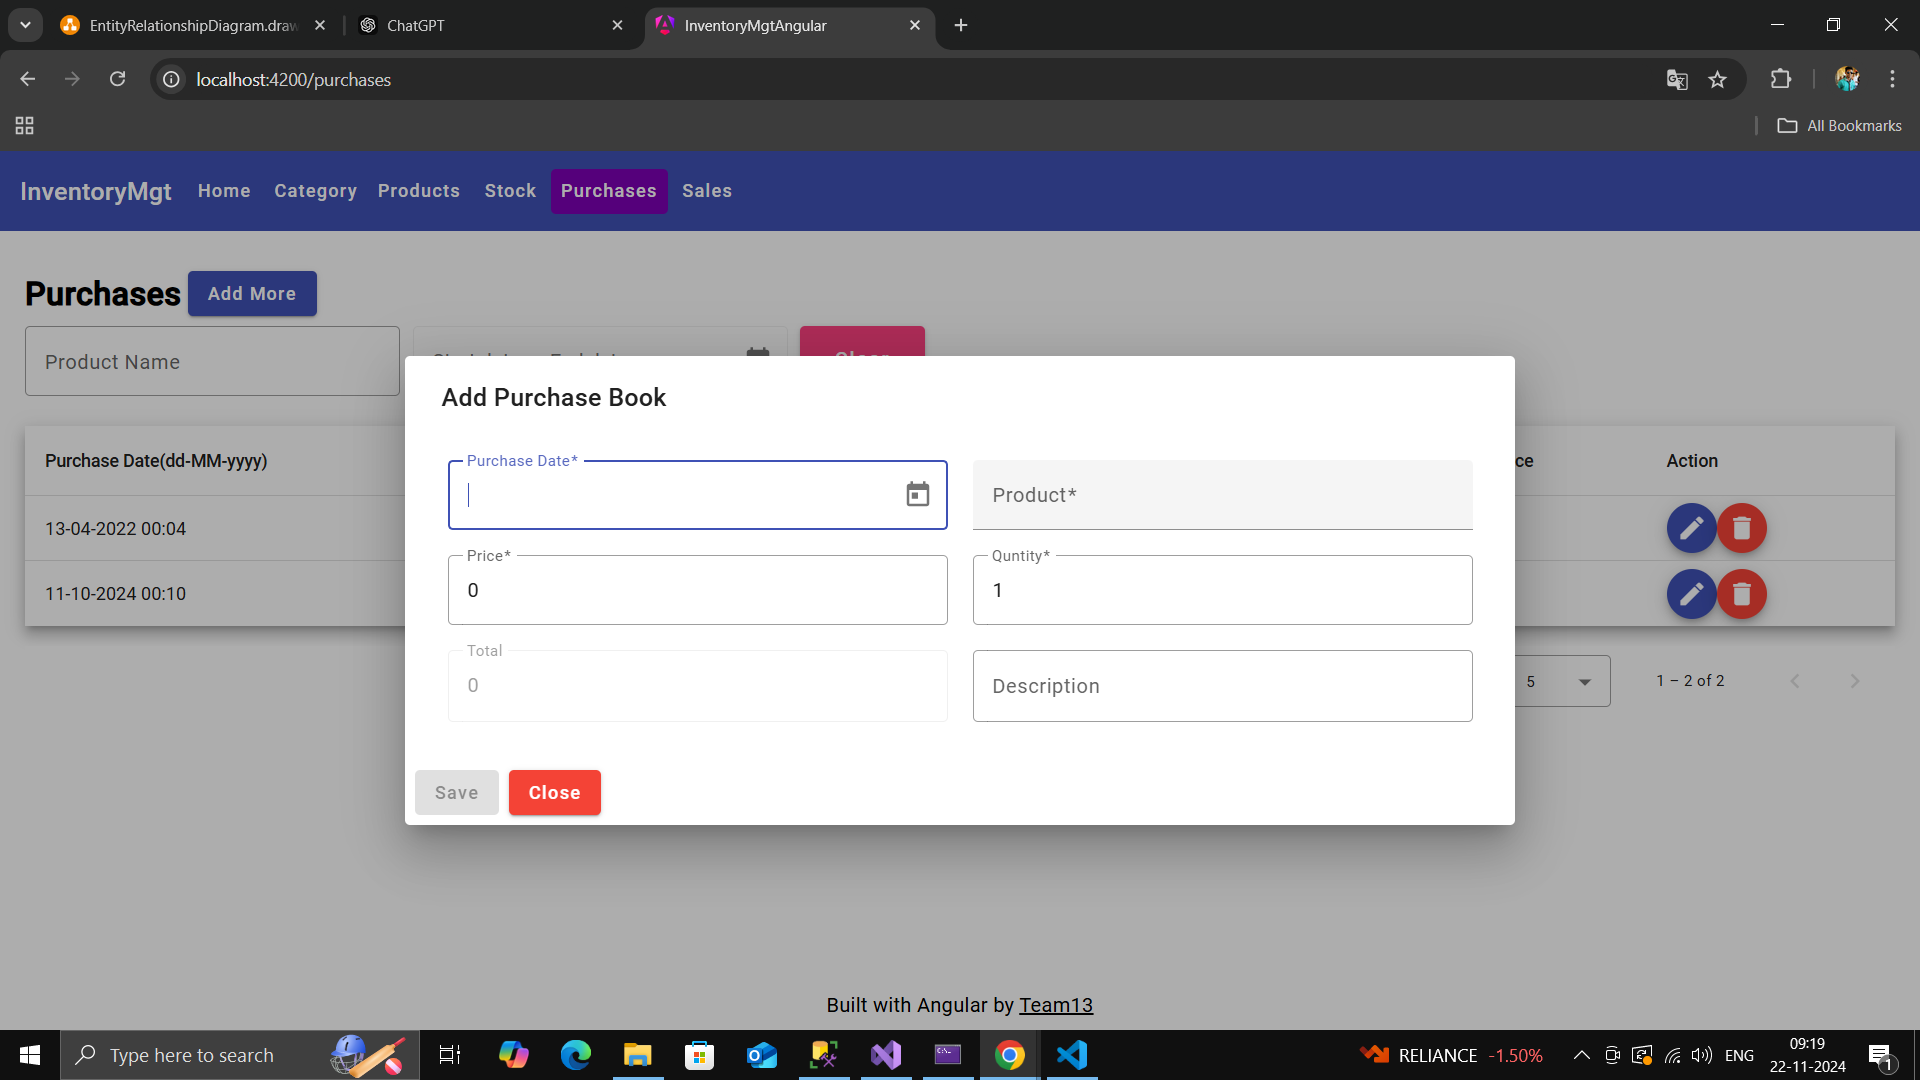 EntityRelationshipDiagram.draw
ChatGPT
InventoryMgtAngular
localhost:4200/purchases
All Bookmarks
InventoryMgt Home Category Products Stock Purchases Sales
Purchases Add More
Product Name
Add Purchase Book
Purchase Date(dd-MM-yyyy)
Action
Purchase Date*
Product*
13-04-2022 00:04
Price*
0
Quntity*
1
11-10-2024 00:10
Total
0
Description
5
1 – 2 of 2
Save Close
Built with Angular by Team13
Type here to search
RELIANCE -1.50%
ENG
09:19
22-11-2024
1